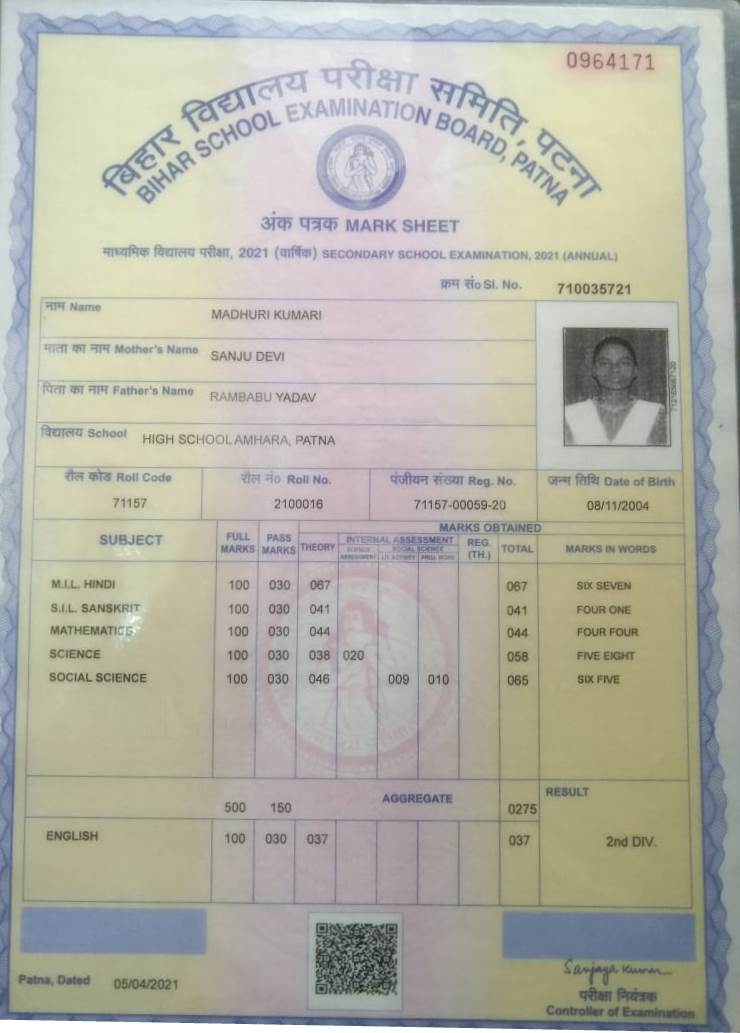 0964171
बिहार विद्यालय परीक्षा समिति, पटना
BIHAR SCHOOL EXAMINATION BOARD, PATNA
अंक पत्रक MARK SHEET
माध्यमिक विद्यालय परीक्षा, 2021 (वार्षिक) SECONDARY SCHOOL EXAMINATION, 2021 (ANNUAL)
क्रम सं० Sl. No. 710035721
नाम Name MADHURI KUMARI
माता का नाम Mother's Name SANJU DEVI
पिता का नाम Father's Name RAMBABU YADAV
विद्यालय School HIGH SCHOOL AMHARA, PATNA
रौल कोड Roll Code रौल नं० Roll No. पंजीयन संख्या Reg. No. जन्म तिथि Date of Birth
71157 2100016 71157-00059-20 08/11/2004
MARKS OBTAINED
SUBJECT FULL MARKS PASS MARKS THEORY INTERNAL ASSESSMENT REG. (TH.) TOTAL MARKS IN WORDS
SCIENCE ASSESSMENT SOCIAL SCIENCE
M.I.L. HINDI 100 030 067 067 SIX SEVEN
S.I.L. SANSKRIT 100 030 041 041 FOUR ONE
MATHEMATICS 100 030 044 044 FOUR FOUR
SCIENCE 100 030 038 020 058 FIVE EIGHT
SOCIAL SCIENCE 100 030 046 009 010 065 SIX FIVE
500 150 AGGREGATE 0275 RESULT
ENGLISH 100 030 037 037 2nd DIV.
Patna, Dated 05/04/2021
Sanjaya Kumar
परीक्षा नियंत्रक
Controller of Examination